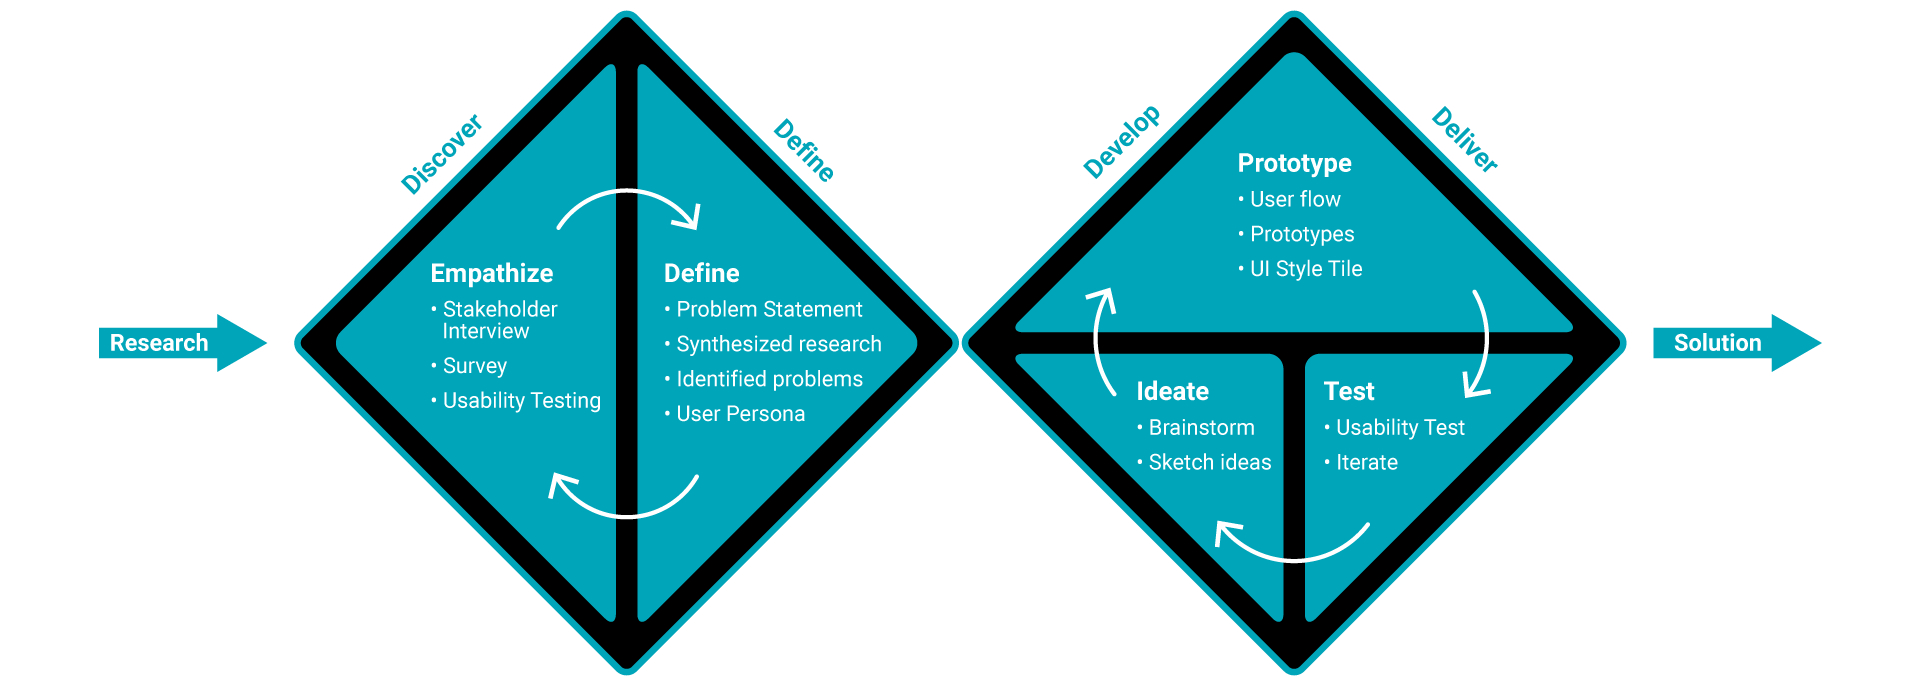 Research
Discover
Define
Empathize
• Stakeholder
Interview
• Survey
• Usability Testing
Define
• Problem Statement
• Synthesized research
• Identified problems
• User Persona
Develop
Deliver
Prototype
• User flow
• Prototypes
• UI Style Tile
Ideate
• Brainstorm
• Sketch ideas
Test
• Usability Test
• Iterate
Solution